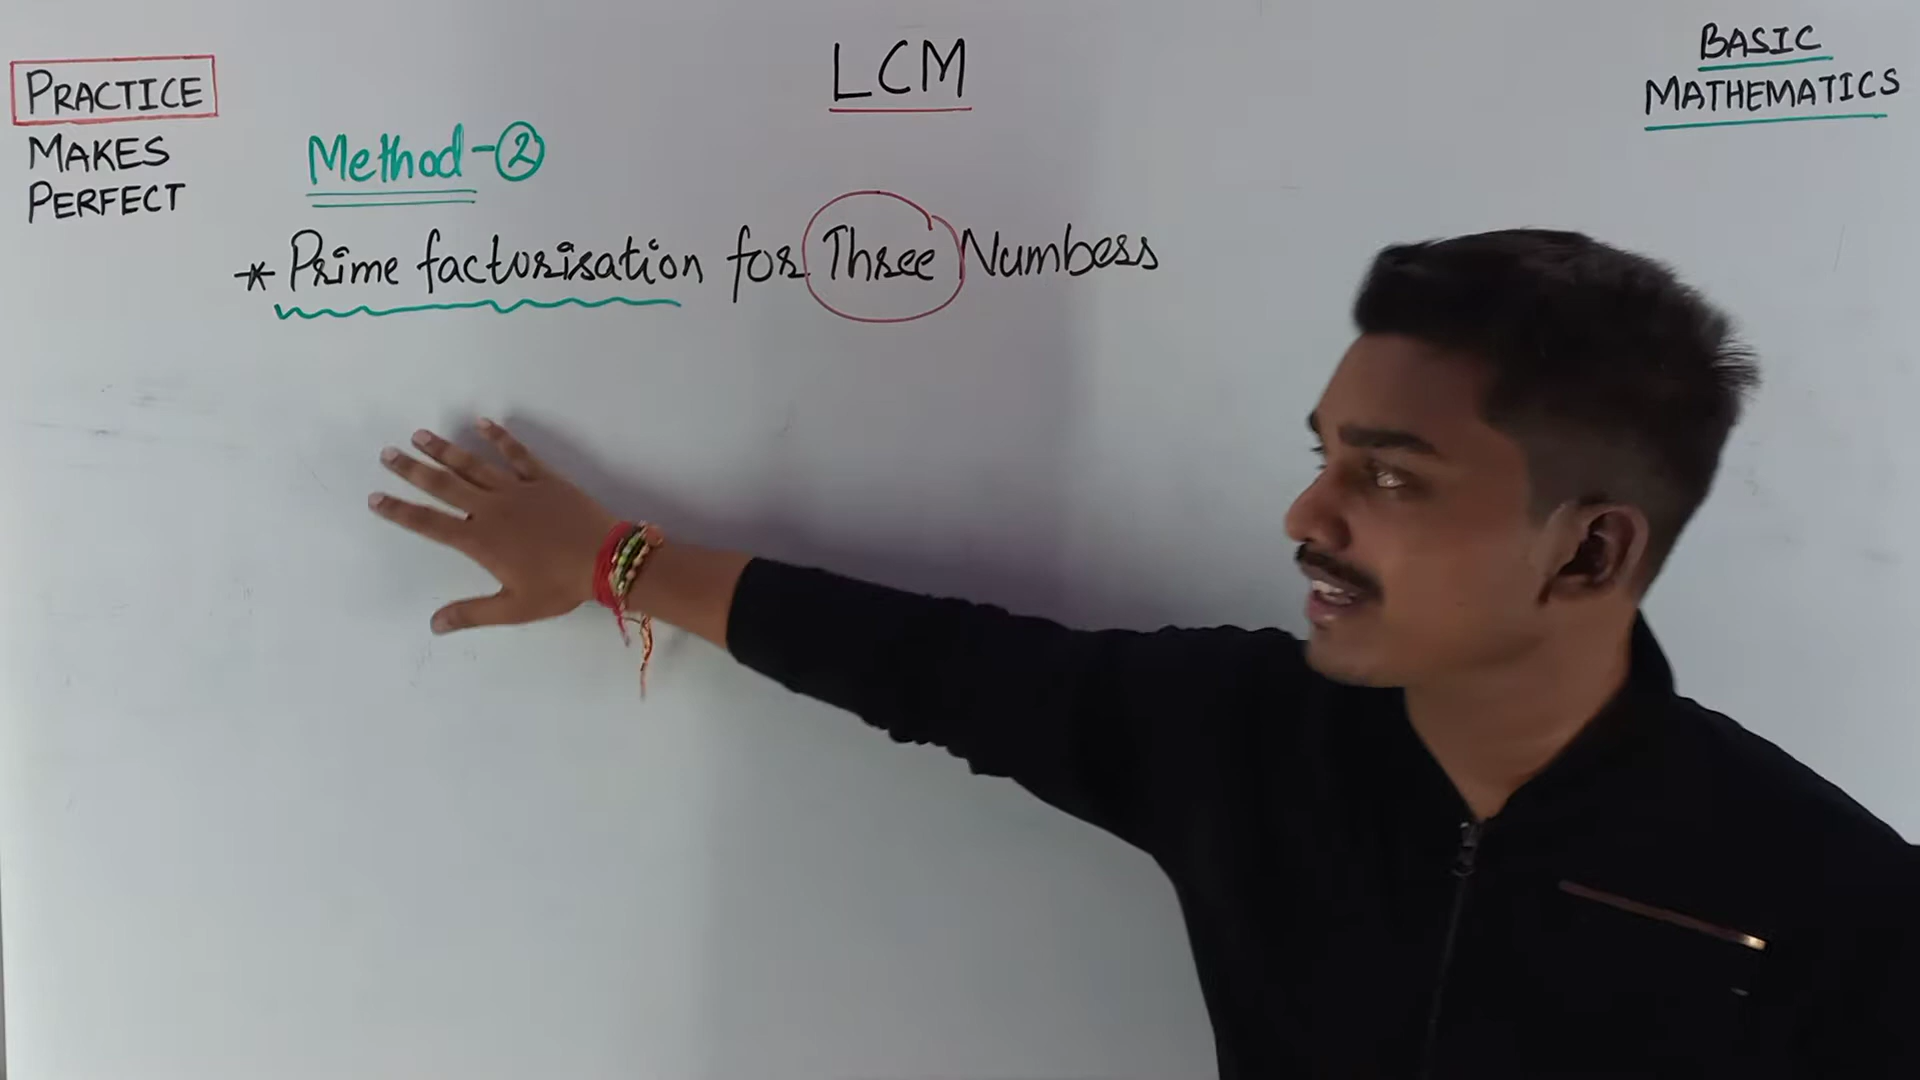 LCM
BASIC
MATHEMATICS
PRACTICE
MAKES
PERFECT
Method-②
* Prime factorisation for Three Numbers